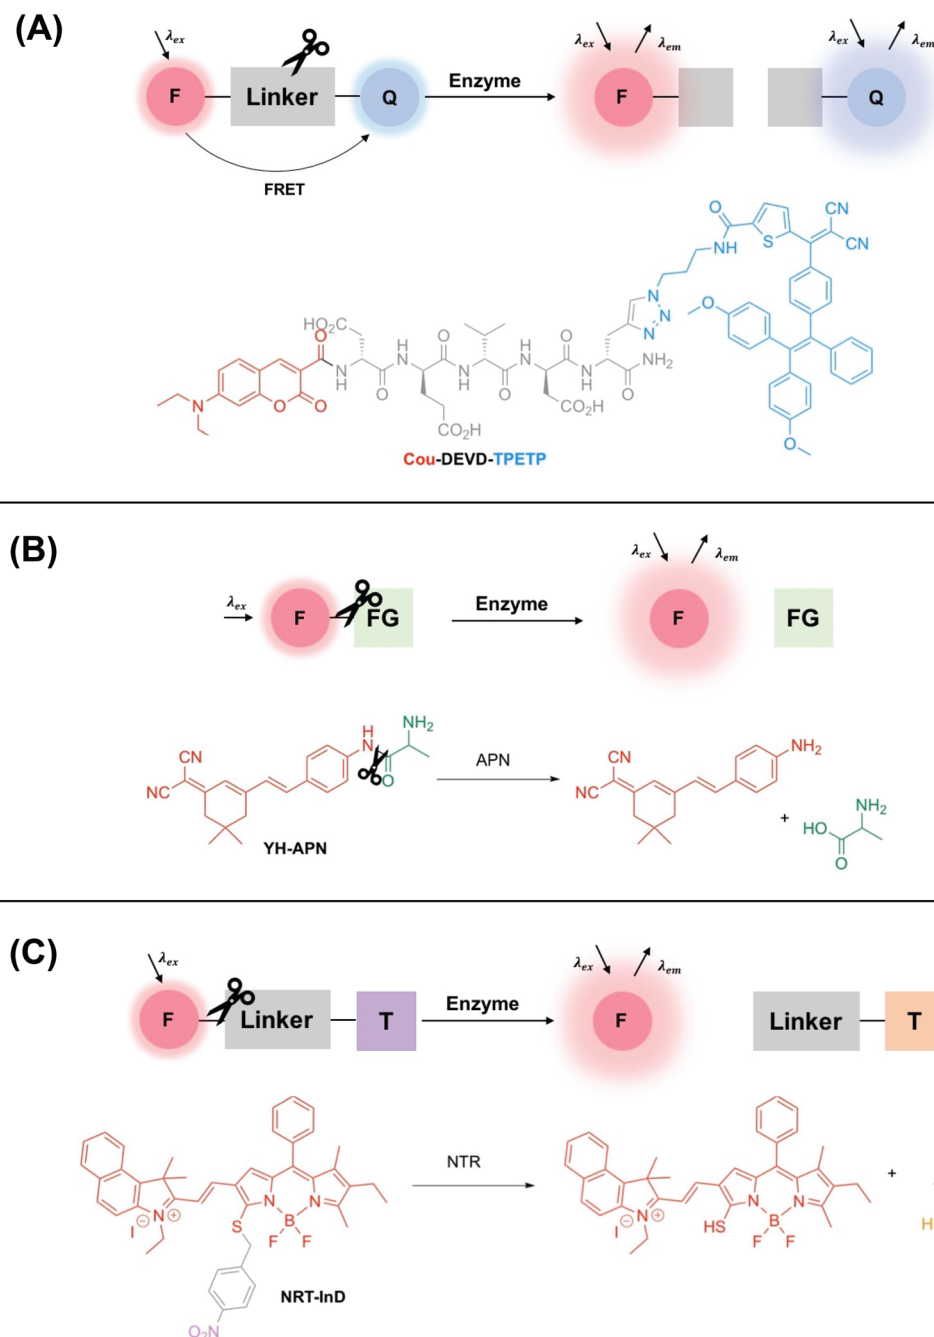 (A)
λex λex λem λex λem
F Linker Q Enzyme F Q
FRET
O CN
NH S CN
HO2C O O O N N N O
O H N O H N O H N NH2
N H O N H O N H O
N O O CO2H
CO2H O
Cou-DEVD-TPETP
(B)
λex λem
λex F FG Enzyme F FG
NH2
CN H N O APN CN NH2
NC NC
+ HO NH2
O
YH-APN
(C)
λex λex λem
F Linker T Enzyme F Linker T
NTR
+
I− N + N B N I− N + N B N
S F F HS F F
H
NRT-InD
O2N